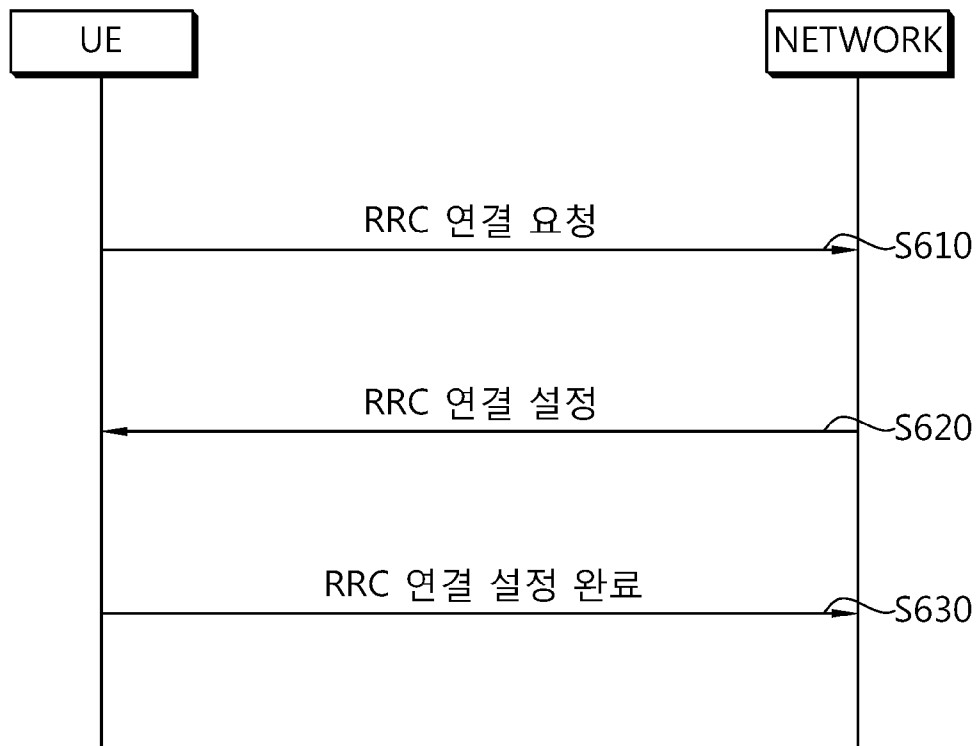 UE
NETWORK
RRC 연결 요청
S610
RRC 연결 설정
S620
RRC 연결 설정 완료
S630